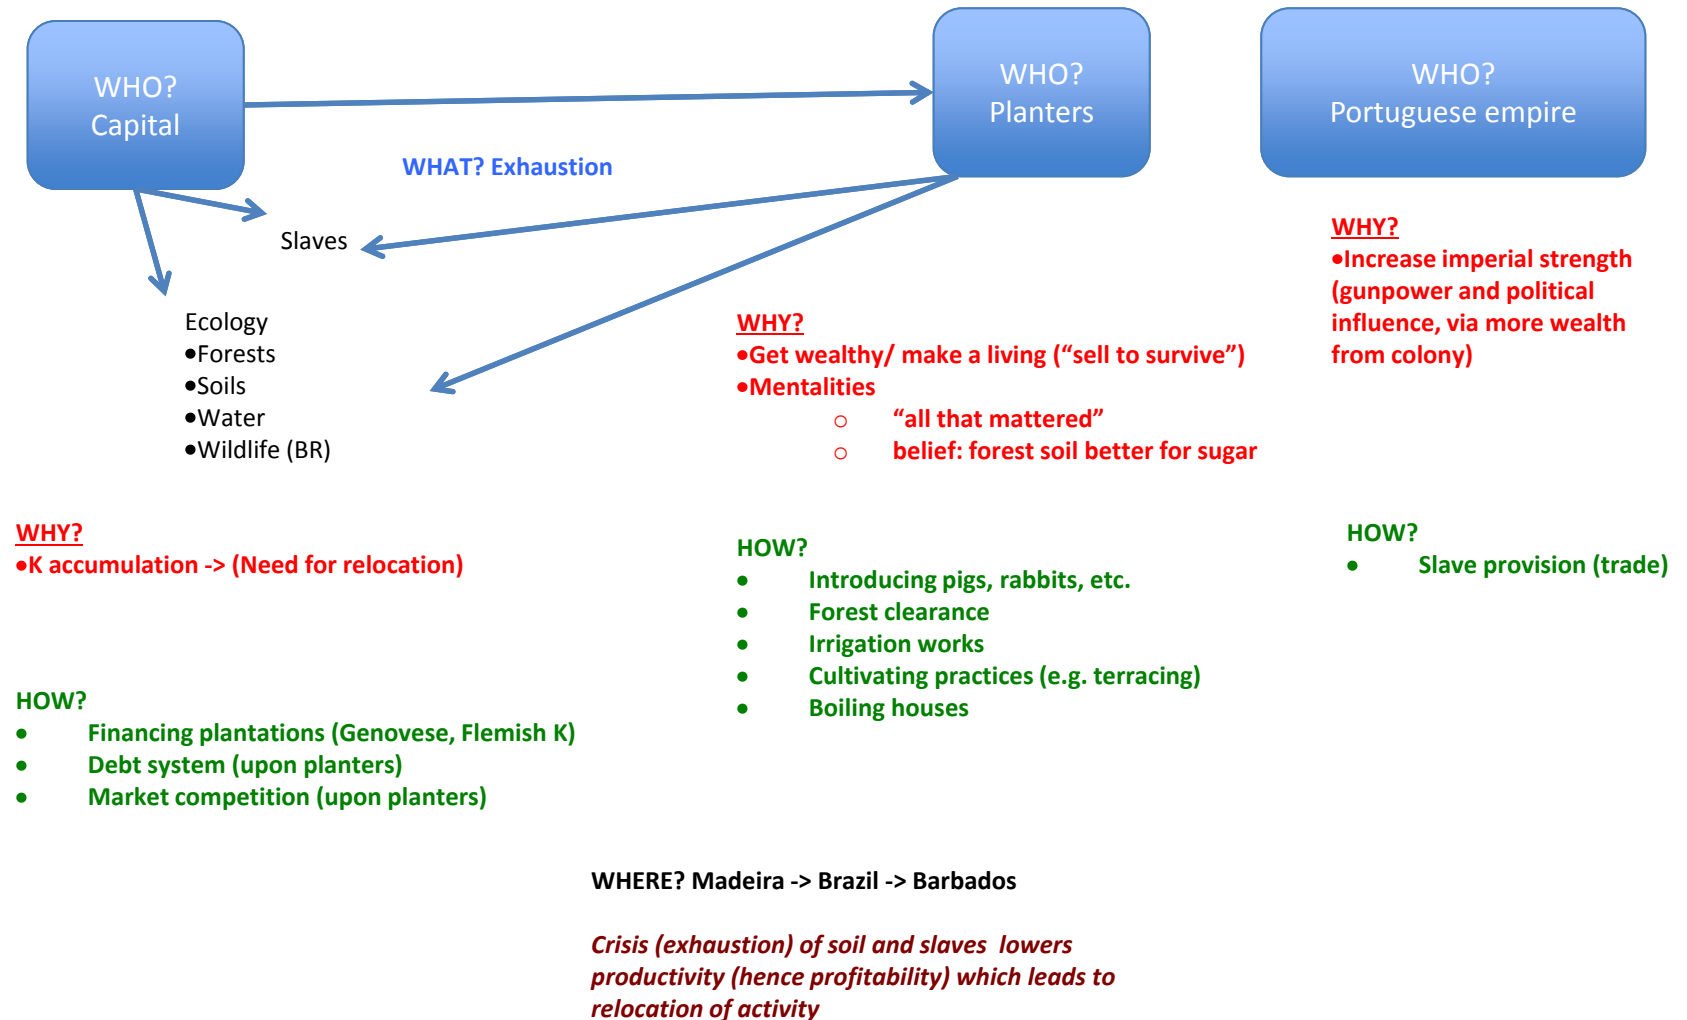 WHO?
Capital
WHO?
Planters
WHO?
Portuguese empire
WHAT? Exhaustion
Slaves
Ecology
•Forests
•Soils
•Water
•Wildlife (BR)
WHY?
•K accumulation -> (Need for relocation)
HOW?
• Financing plantations (Genovese, Flemish K)
• Debt system (upon planters)
• Market competition (upon planters)
WHY?
•Get wealthy/ make a living (“sell to survive”)
•Mentalities
o “all that mattered”
o belief: forest soil better for sugar
HOW?
• Introducing pigs, rabbits, etc.
• Forest clearance
• Irrigation works
• Cultivating practices (e.g. terracing)
• Boiling houses
WHY?
•Increase imperial strength
(gunpower and political
influence, via more wealth
from colony)
HOW?
• Slave provision (trade)
WHERE? Madeira -> Brazil -> Barbados
Crisis (exhaustion) of soil and slaves lowers
productivity (hence profitability) which leads to
relocation of activity